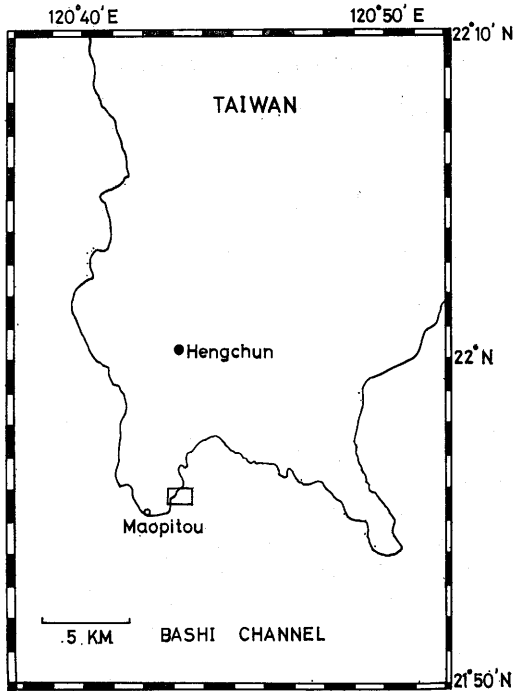 120°40' E
120°50' E
22°10' N
TAIWAN
Hengchun
22°N
Maopitou
5 KM
BASHI CHANNEL
21°50' N